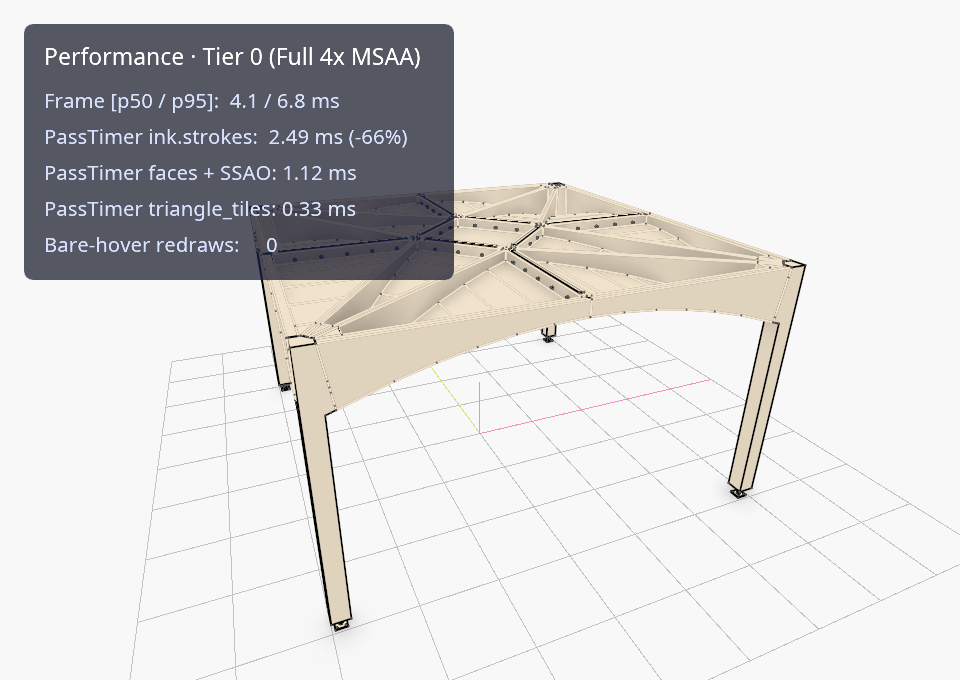 Performance · Tier 0 (Full 4x MSAA)
Frame [p50 / p95]: 4.1 / 6.8 ms
PassTimer ink.strokes: 2.49 ms (-66%)
PassTimer faces + SSAO: 1.12 ms
PassTimer triangle_tiles: 0.33 ms
Bare-hover redraws: 0